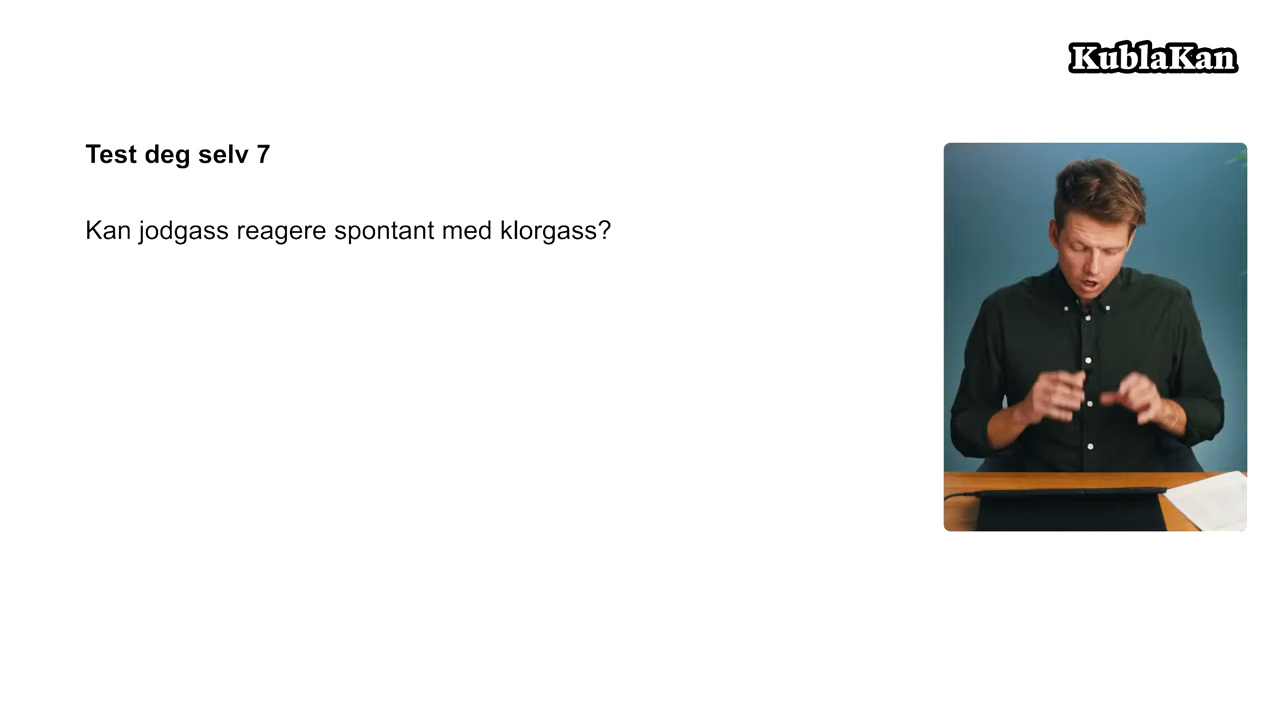 KublaKan
Test deg selv 7
Kan jodgass reagere spontant med klorgass?